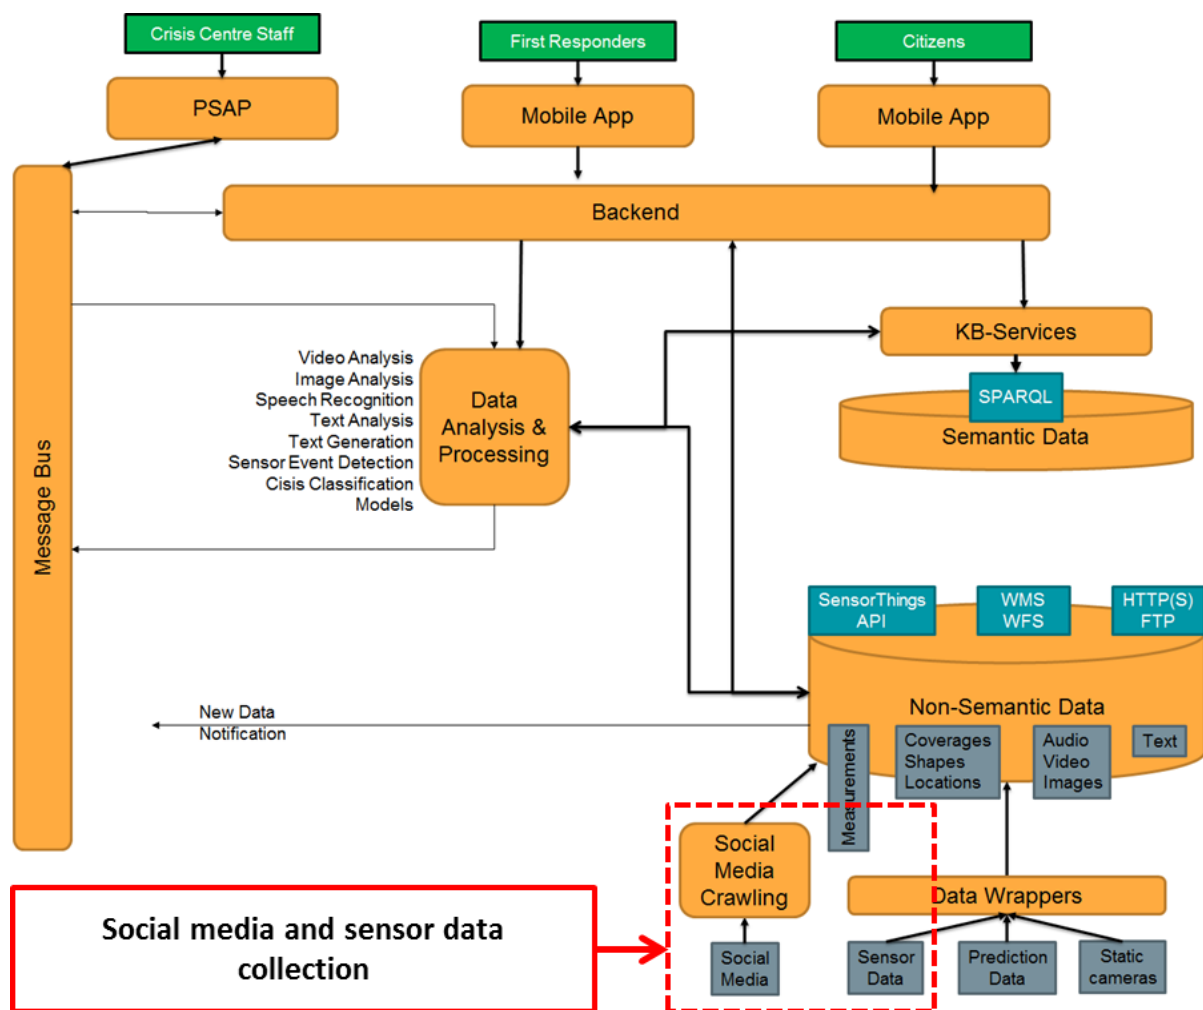 Crisis Centre Staff
First Responders
Citizens
PSAP
Mobile App
Mobile App
Backend
Message Bus
Video Analysis
Image Analysis
Speech Recognition
Text Analysis
Text Generation
Sensor Event Detection
Cisis Classification
Models
Data
Analysis &
Processing
KB-Services
SPARQL
Semantic Data
SensorThings
API
WMS
WFS
HTTP(S)
FTP
Non-Semantic Data
New Data
Notification
Measurements
Coverages
Shapes
Locations
Audio
Video
Images
Text
Social
Media
Crawling
Data Wrappers
Social media and sensor data
collection
Social
Media
Sensor
Data
Prediction
Data
Static
cameras